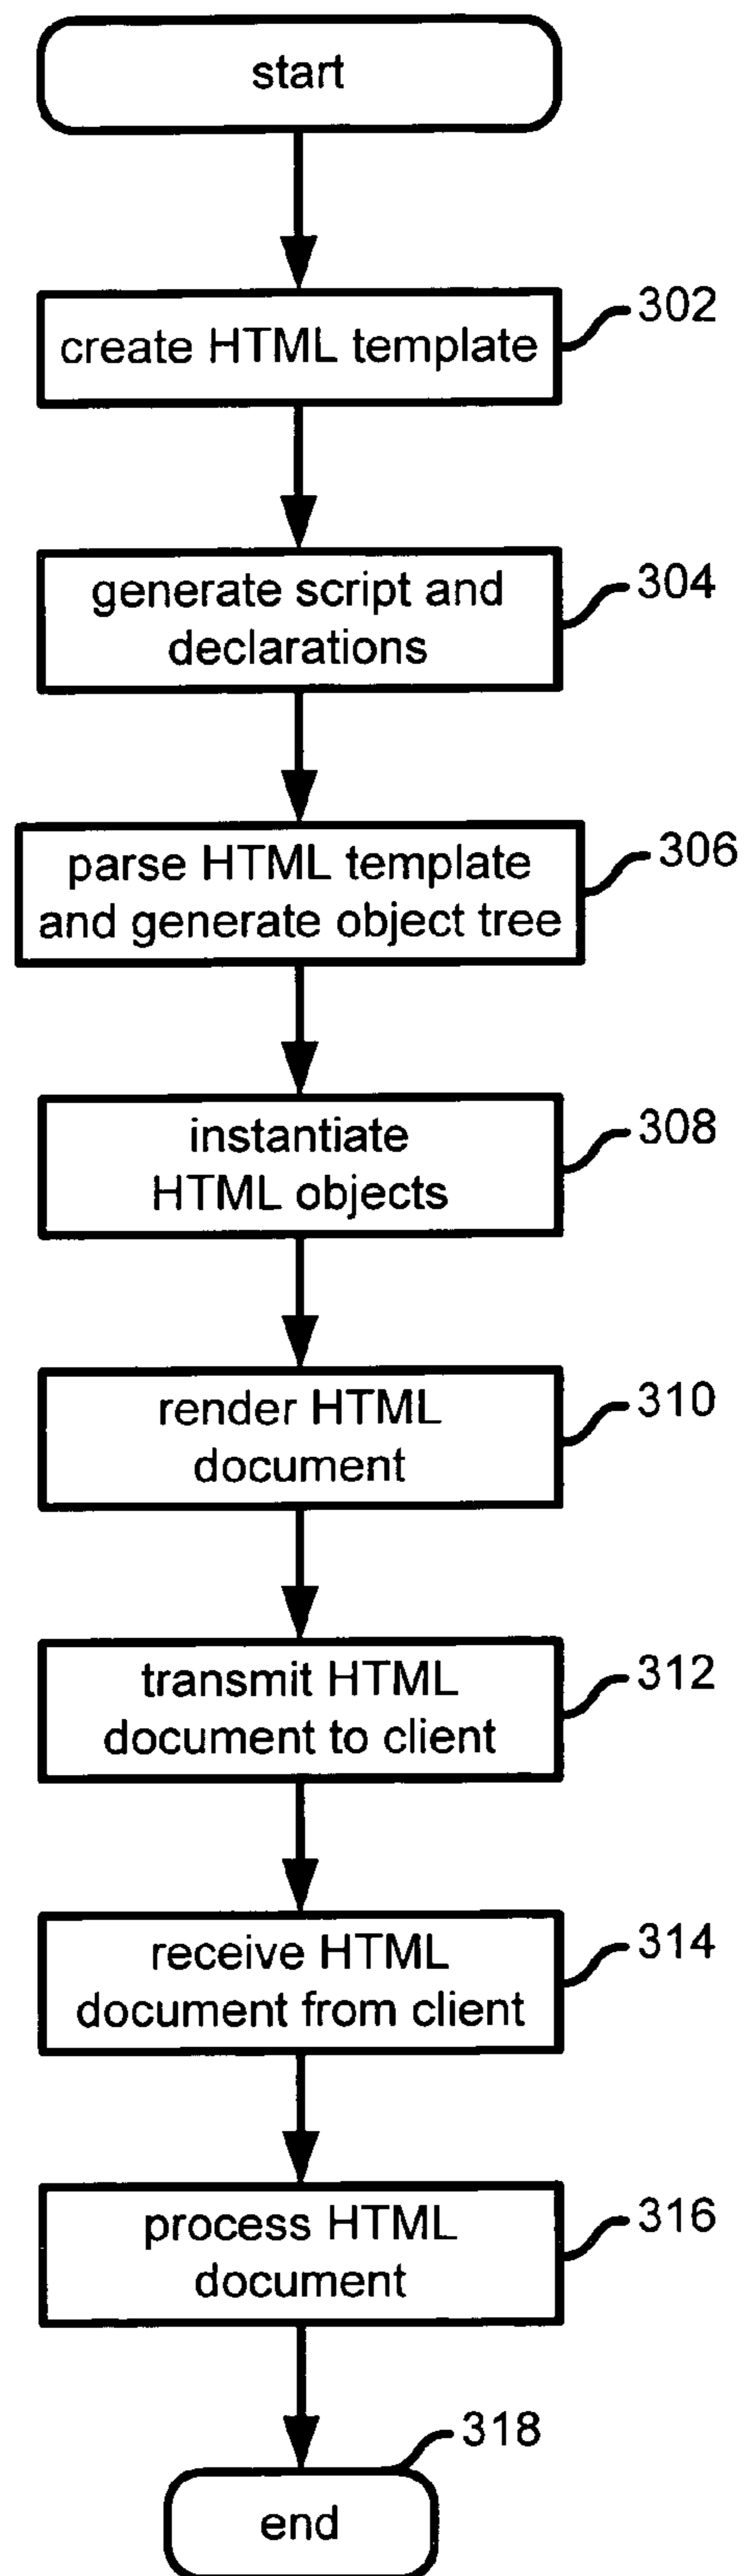 start
302
create HTML template
304
generate script and
declarations
306
parse HTML template
and generate object tree
308
instantiate
HTML objects
310
render HTML
document
312
transmit HTML
document to client
314
receive HTML
document from client
316
process HTML
document
318
end